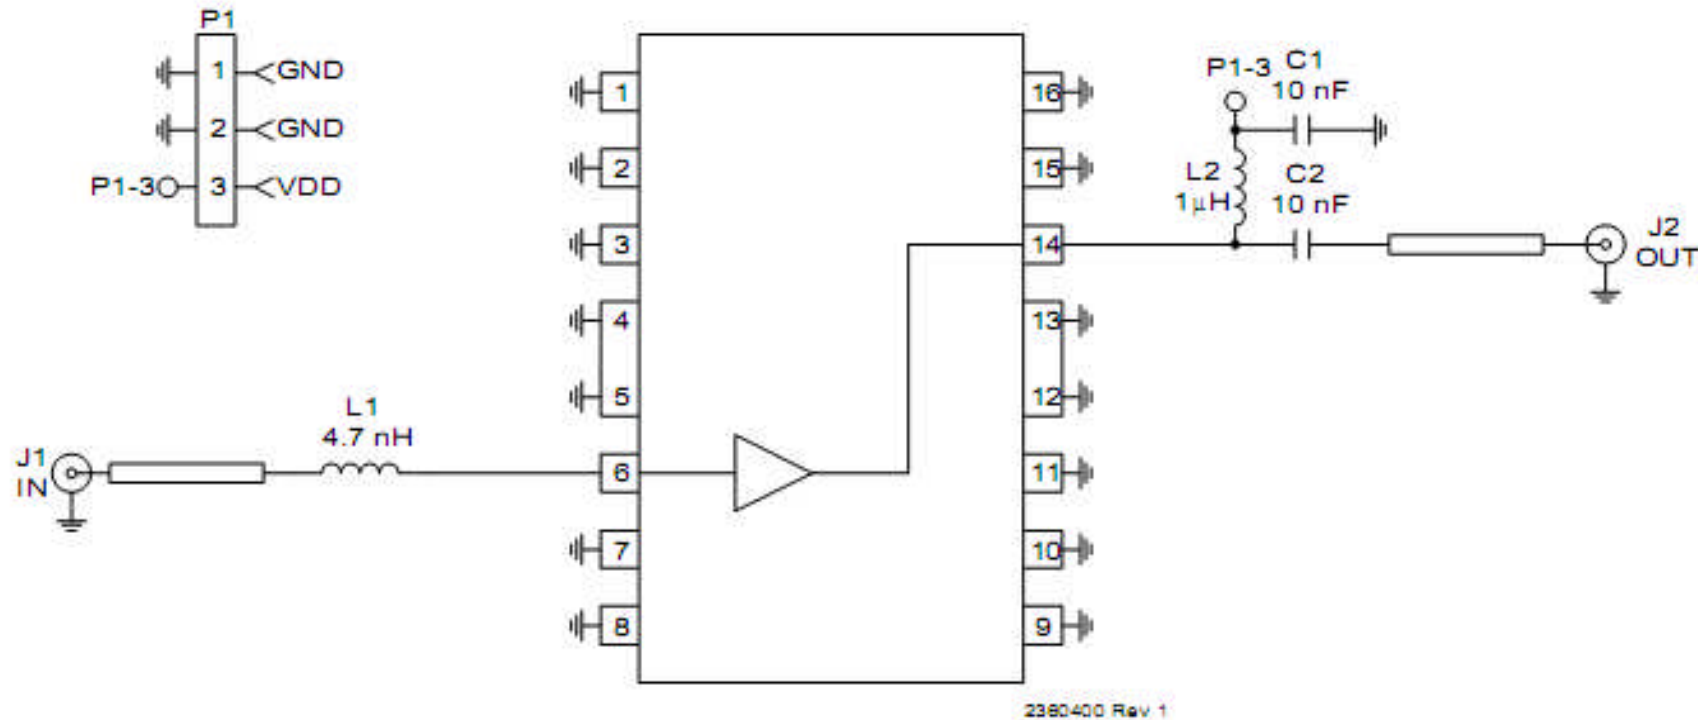 P1
1 GND
2 GND
P1-3 3 VDD
1
2
3
4
5
6
7
8
16
15
14
13
12
11
10
9
J1
IN
L1
4.7 nH
P1-3
C1
10 nF
L2
1μH
C2
10 nF
J2
OUT
2380400 Rev 1